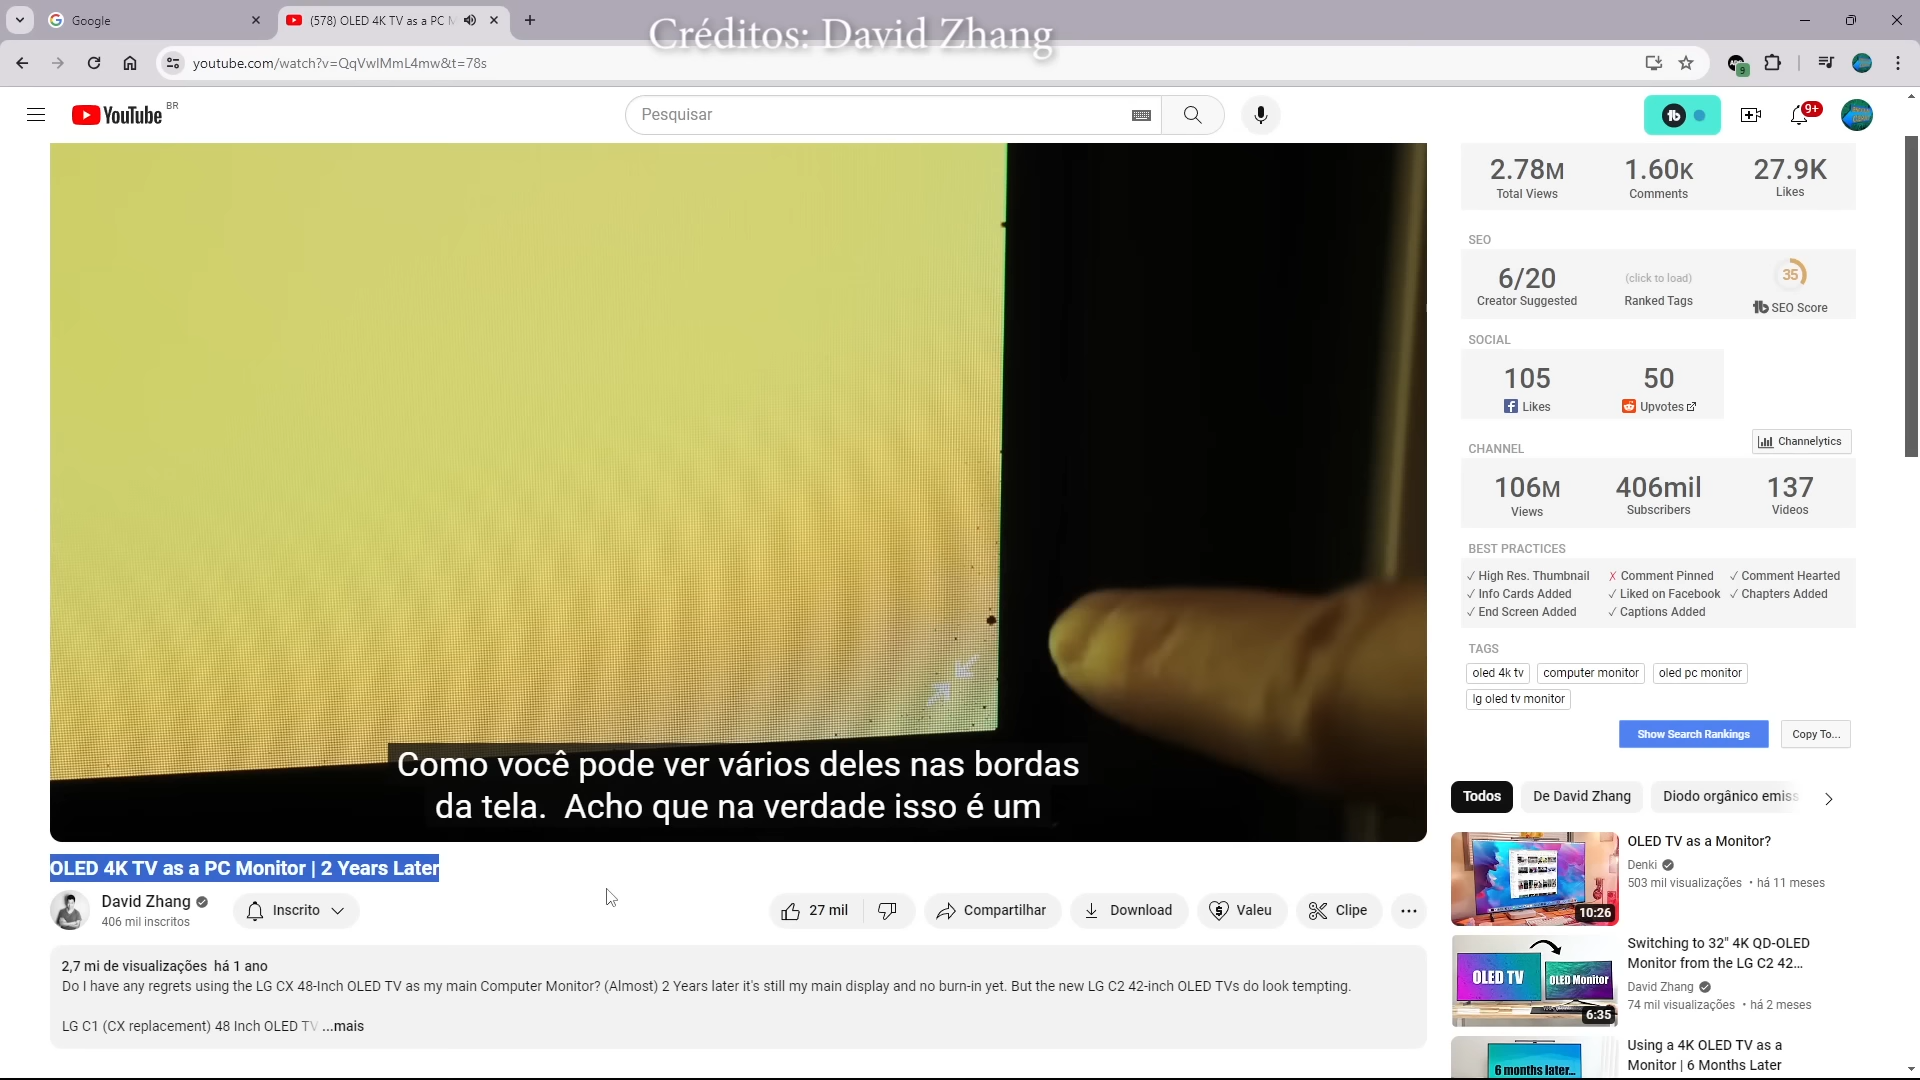 Google
(578) OLED 4K TV as a PC M
Créditos: David Zhang
youtube.com/watch?v=QqVwlMmL4mw&t=78s
9
YouTube BR
Pesquisar
9+
2.78M
Total Views
1.60K
Comments
27.9K
Likes
SEO
6/20
Creator Suggested
(click to load)
Ranked Tags
35
SEO Score
SOCIAL
105
Likes
50
Upvotes
CHANNEL
Channelytics
106M
Views
406mil
Subscribers
137
Videos
BEST PRACTICES
✓ High Res. Thumbnail
✗ Comment Pinned
✓ Comment Hearted
✓ Info Cards Added
✓ Liked on Facebook
✓ Chapters Added
✓ End Screen Added
✓ Captions Added
TAGS
oled 4k tv
computer monitor
oled pc monitor
lg oled tv monitor
Show Search Rankings
Copy To...
Como você pode ver vários deles nas bordas
da tela. Acho que na verdade isso é um
OLED 4K TV as a PC Monitor | 2 Years Later
David Zhang
406 mil inscritos
Inscrito
27 mil
Compartilhar
Download
Valeu
Clipe
2,7 mi de visualizações há 1 ano
Do I have any regrets using the LG CX 48-Inch OLED TV as my main Computer Monitor? (Almost) 2 Years later it's still my main display and no burn-in yet. But the new LG C2 42-inch OLED TVs do look tempting.
LG C1 (CX replacement) 48 Inch OLED TV ...mais
Todos
De David Zhang
Diodo orgânico emiss
10:26
OLED TV as a Monitor?
Denki
503 mil visualizações • há 11 meses
OLED TV
OLED Monitor
6:35
Switching to 32" 4K QD-OLED
Monitor from the LG C2 42...
David Zhang
74 mil visualizações • há 2 meses
6 months later...
Using a 4K OLED TV as a
Monitor | 6 Months Later